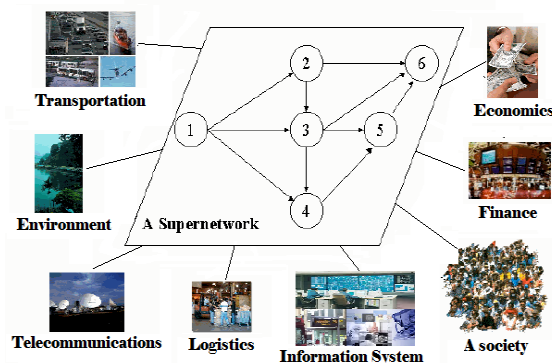 2
6
Transportation
Economics
1
3
5
4
Environment
A Supernetwork
Finance
Telecommunications
Logistics
Information System
A society